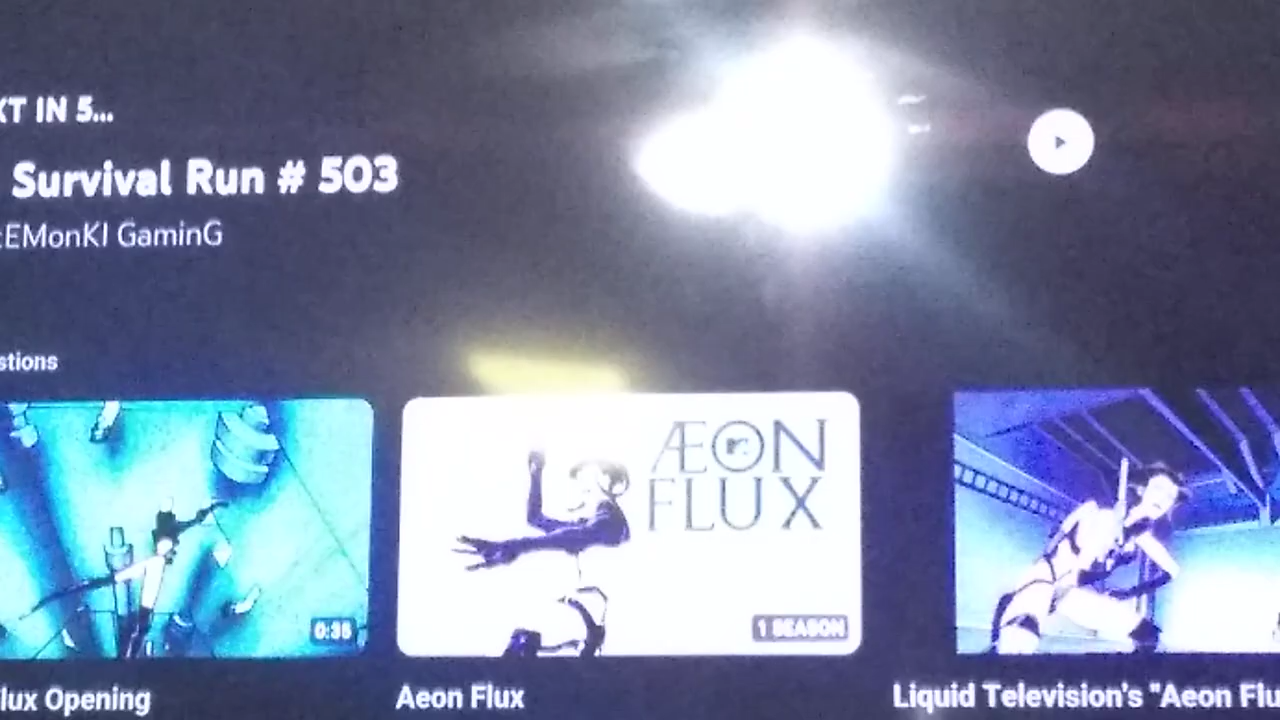 XT IN 5...
Survival Run # 503
EMonKI GaminG
stions
ÆON
FLUX
0:35
1 SEASON
lux Opening
Aeon Flux
Liquid Television's "Aeon Flu